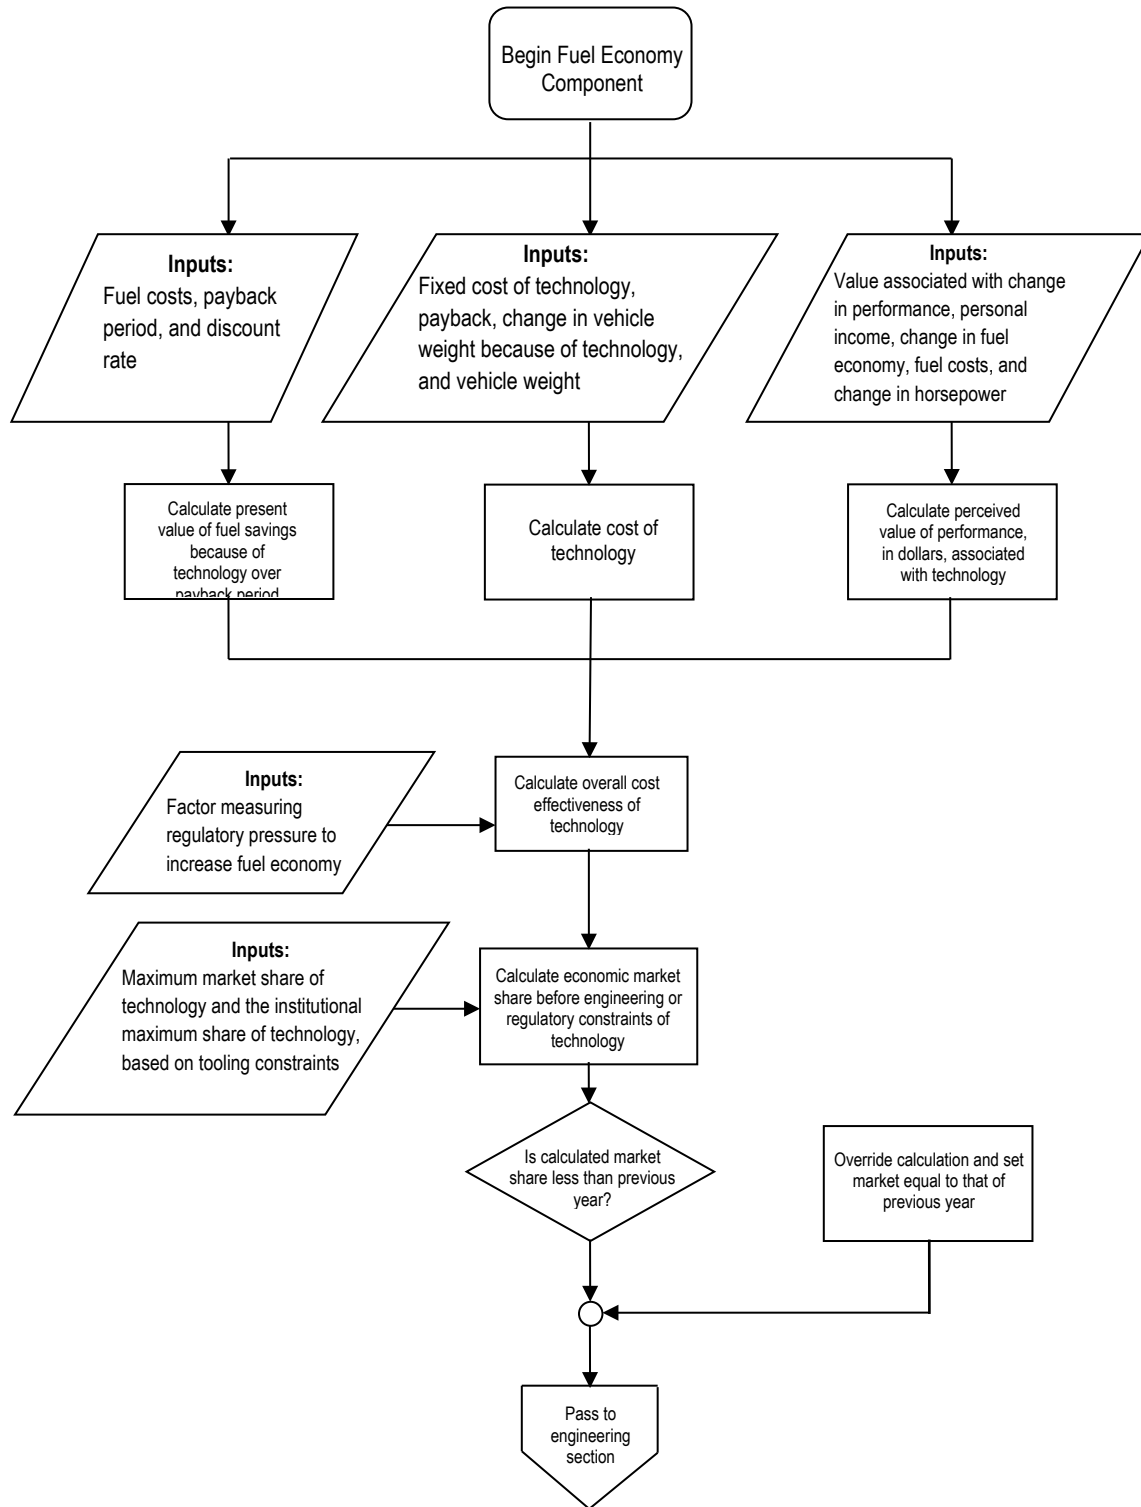 Begin Fuel Economy
Component
Inputs:
Fuel costs, payback
period, and discount
rate
Inputs:
Fixed cost of technology,
payback, change in vehicle
weight because of technology,
and vehicle weight
Inputs:
Value associated with change
in performance, personal
income, change in fuel
economy, fuel costs, and
change in horsepower
Calculate present
value of fuel savings
because of
technology over
payback period
Calculate cost of
technology
Calculate perceived
value of performance,
in dollars, associated
with technology
Inputs:
Factor measuring
regulatory pressure to
increase fuel economy
Calculate overall cost
effectiveness of
technology
Inputs:
Maximum market share of
technology and the institutional
maximum share of technology,
based on tooling constraints
Calculate economic market
share before engineering or
regulatory constraints of
technology
Is calculated market
share less than previous
year?
Override calculation and set
market equal to that of
previous year
Pass to
engineering
section